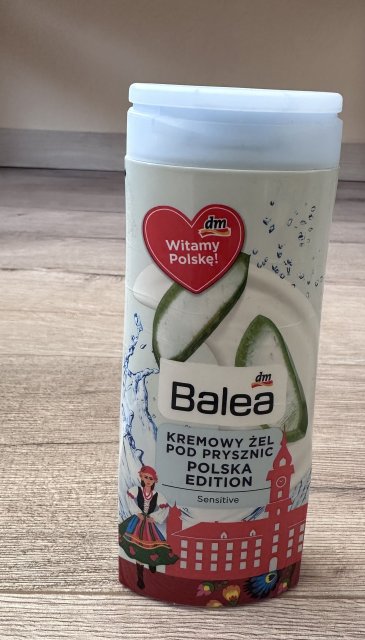 dm
Witamy
Polskę!
dm
Balea
KREMOWY ŻEL
POD PRYSZNIC
POLSKA
EDITION
Sensitive